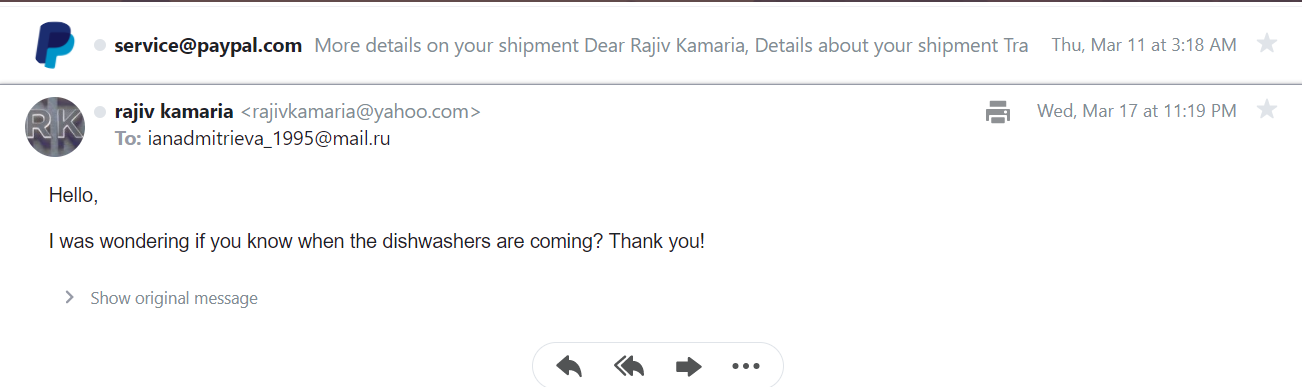 service@paypal.com More details on your shipment Dear Rajiv Kamaria, Details about your shipment Tra Thu, Mar 11 at 3:18 AM
RK rajiv kamaria <rajivkamaria@yahoo.com> Wed, Mar 17 at 11:19 PM
To: ianadmitrieva_1995@mail.ru
Hello,
I was wondering if you know when the dishwashers are coming? Thank you!
Show original message